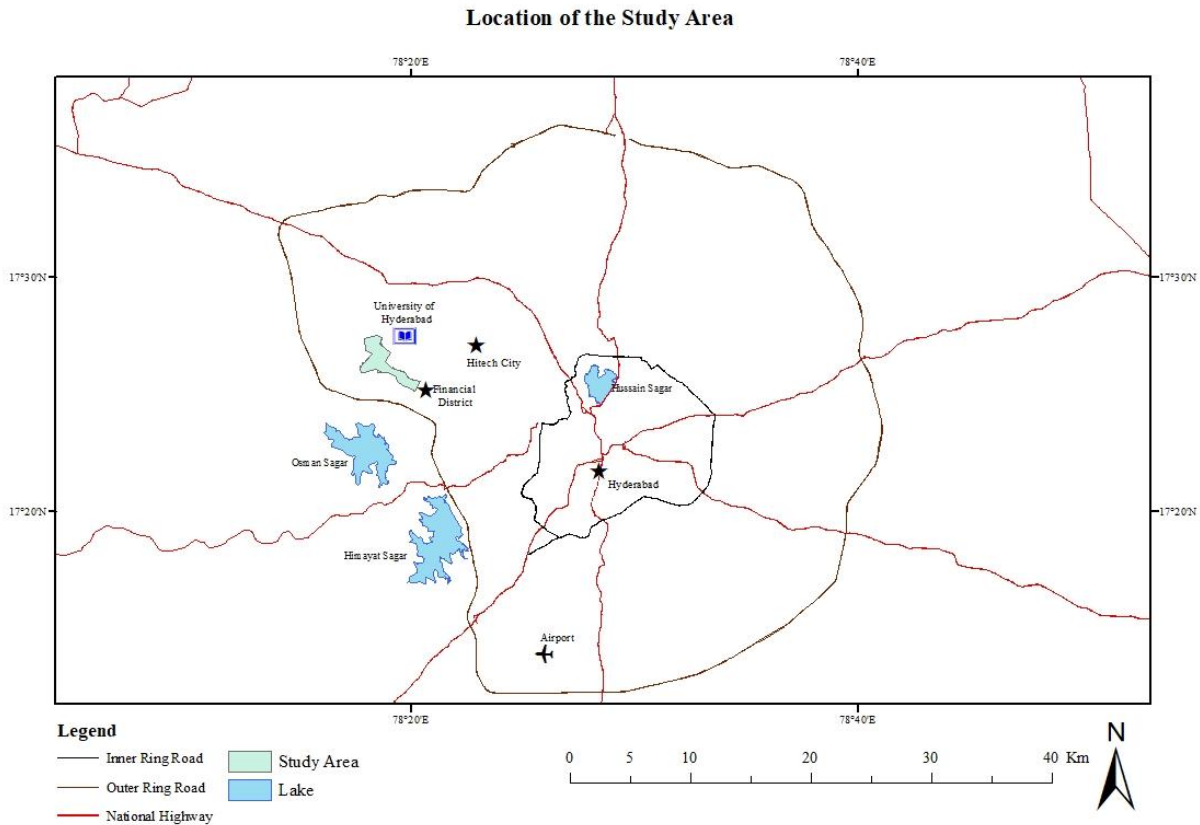 Location of the Study Area
78°20'E
78°40'E
17°30'N
17°30'N
University of
Hyderabad
Hitech City
Financial
District
Hussain Sagar
Osman Sagar
Hyderabad
17°20'N
17°20'N
Himayat Sagar
Airport
78°20'E
78°40'E
Legend
Inner Ring Road
Outer Ring Road
National Highway
Study Area
Lake
0 5 10 20 30 40 Km
N